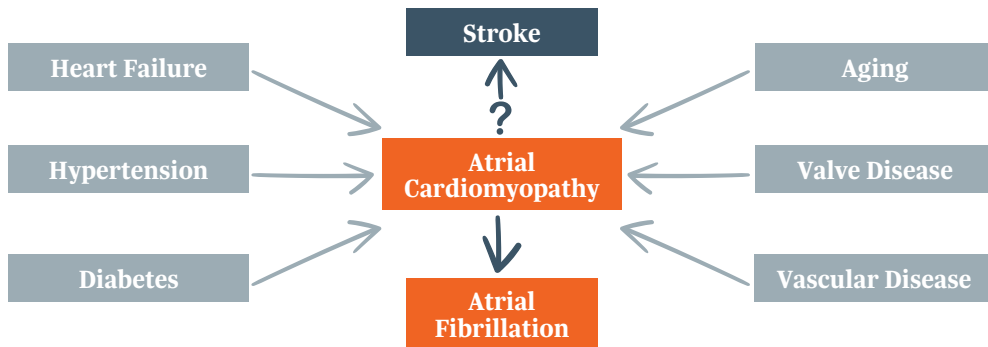 Stroke
Heart Failure
Aging
?
Atrial
Cardiomyopathy
Hypertension
Valve Disease
Diabetes
Vascular Disease
Atrial
Fibrillation